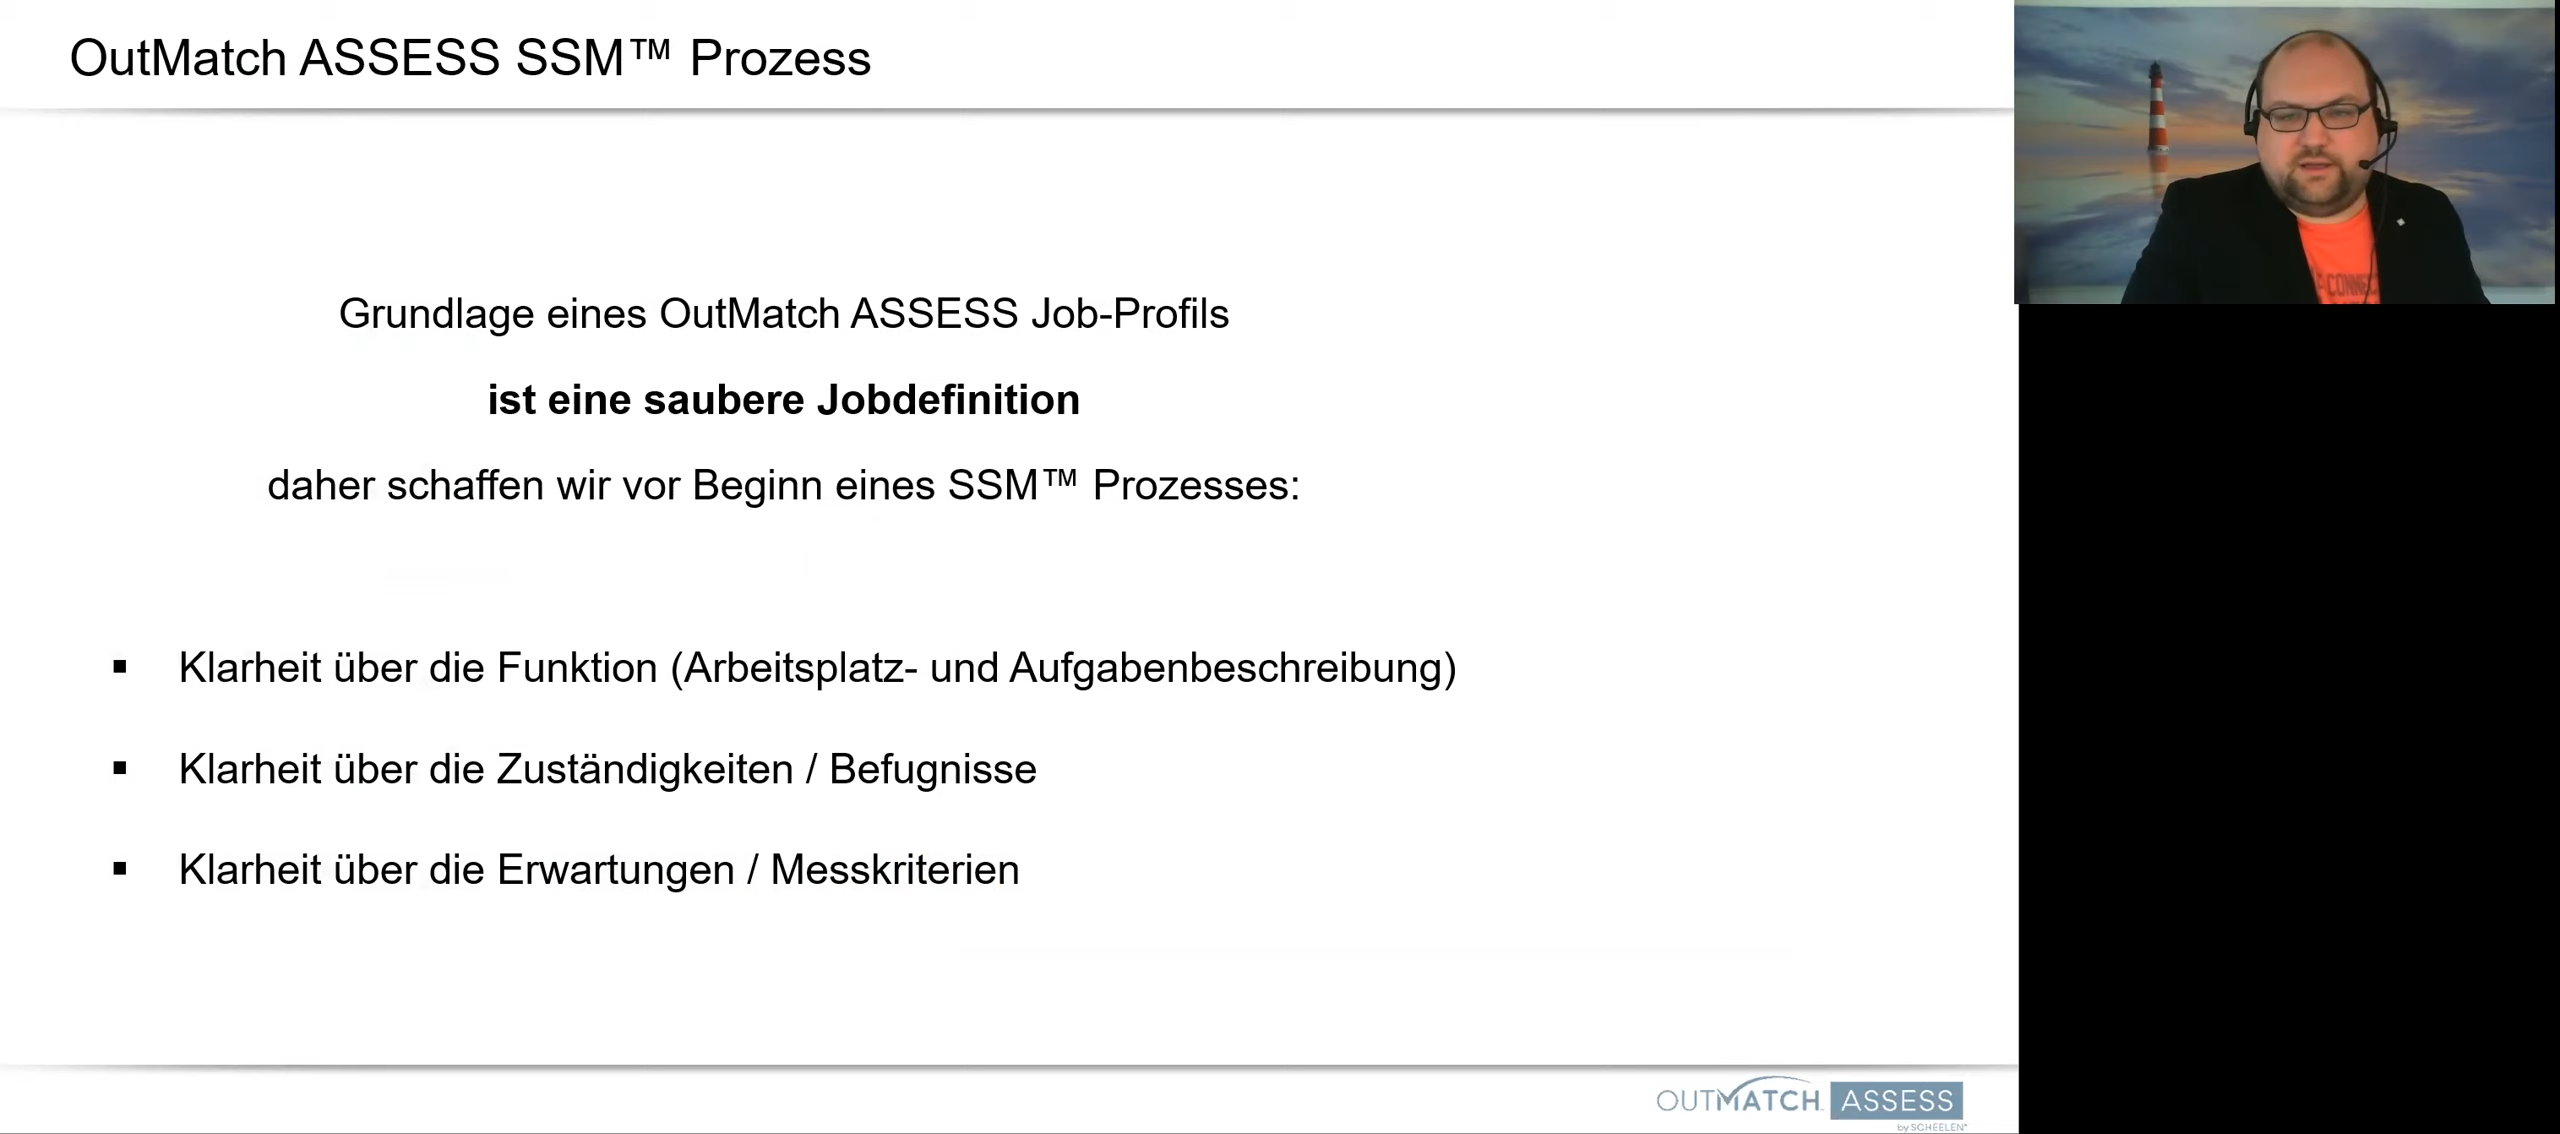 OutMatch ASSESS SSM™ Prozess
Grundlage eines OutMatch ASSESS Job-Profils
ist eine saubere Jobdefinition
daher schaffen wir vor Beginn eines SSM™ Prozesses:
▪ Klarheit über die Funktion (Arbeitsplatz- und Aufgabenbeschreibung)
▪ Klarheit über die Zuständigkeiten / Befugnisse
▪ Klarheit über die Erwartungen / Messkriterien
OUTMATCH ASSESS
by SCHEELEN®